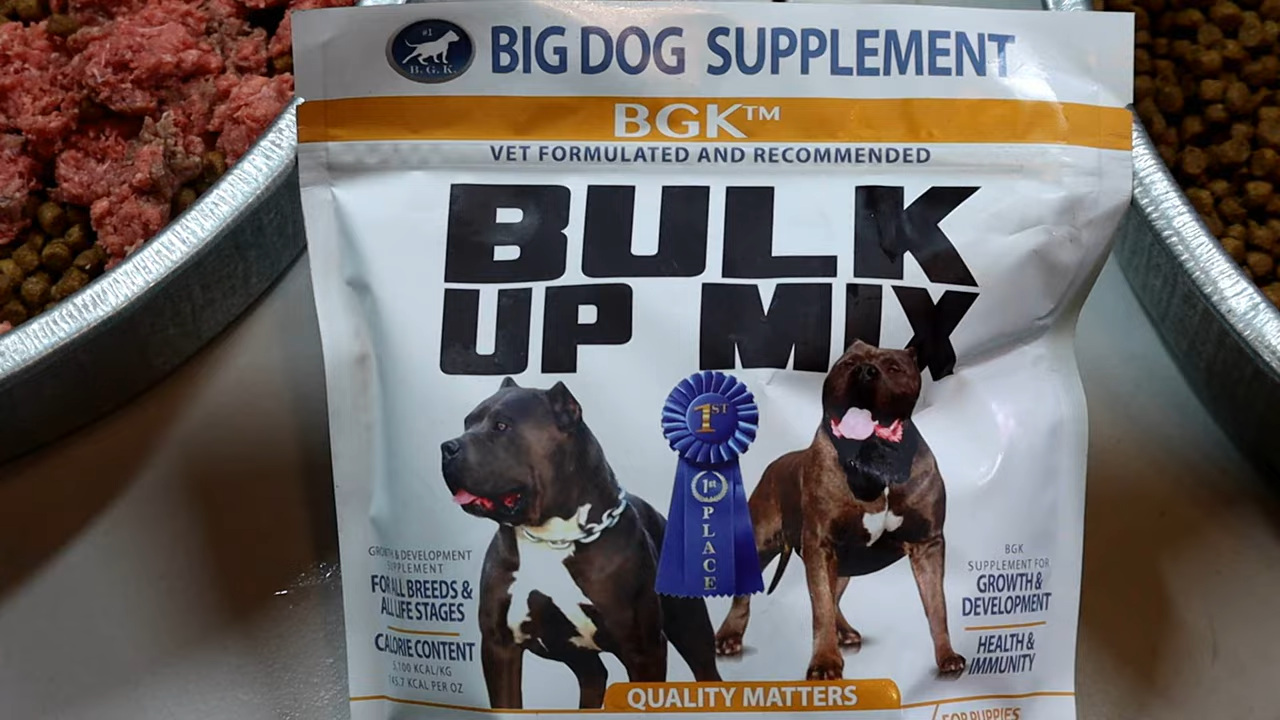 #1
B. G. K.
BIG DOG SUPPLEMENT
BGK™
VET FORMULATED AND RECOMMENDED
BULK
UP MIX
1ST
1st
PLACE
GROWTH & DEVELOPMENT
SUPPLEMENT
FOR ALL BREEDS &
ALL LIFE STAGES
CALORIE CONTENT
5,100 KCAL/KG
145.7 KCAL PER OZ
BGK
SUPPLEMENT FOR
GROWTH &
DEVELOPMENT
HEALTH &
IMMUNITY
QUALITY MATTERS
FOR PUPPIES